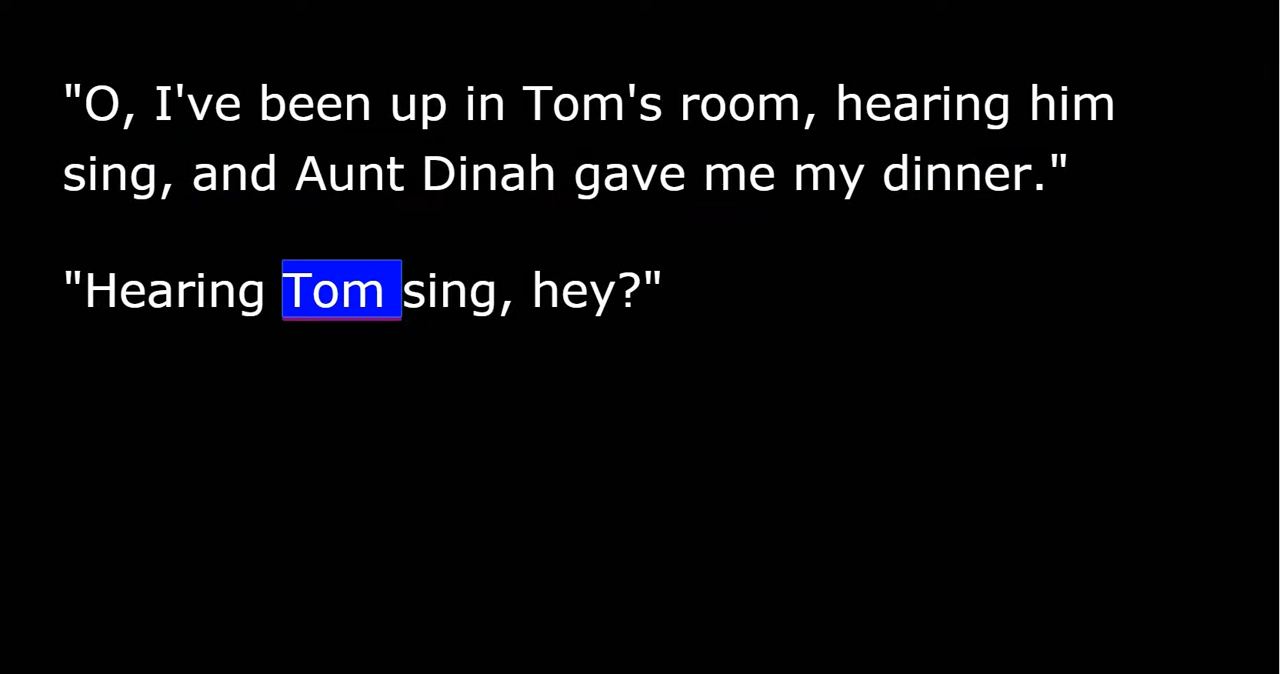 "O, I've been up in Tom's room, hearing him
sing, and Aunt Dinah gave me my dinner."
"Hearing Tom sing, hey?"